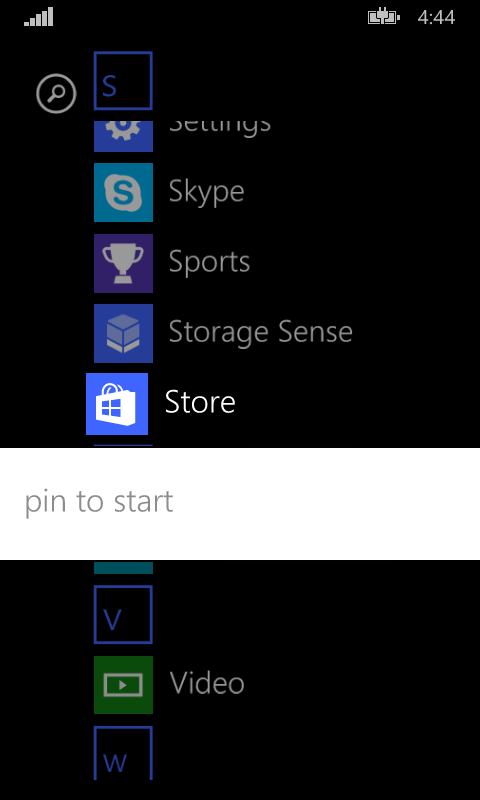 4:44
S
Settings
Skype
Sports
Storage Sense
Store
pin to start
V
Video
W